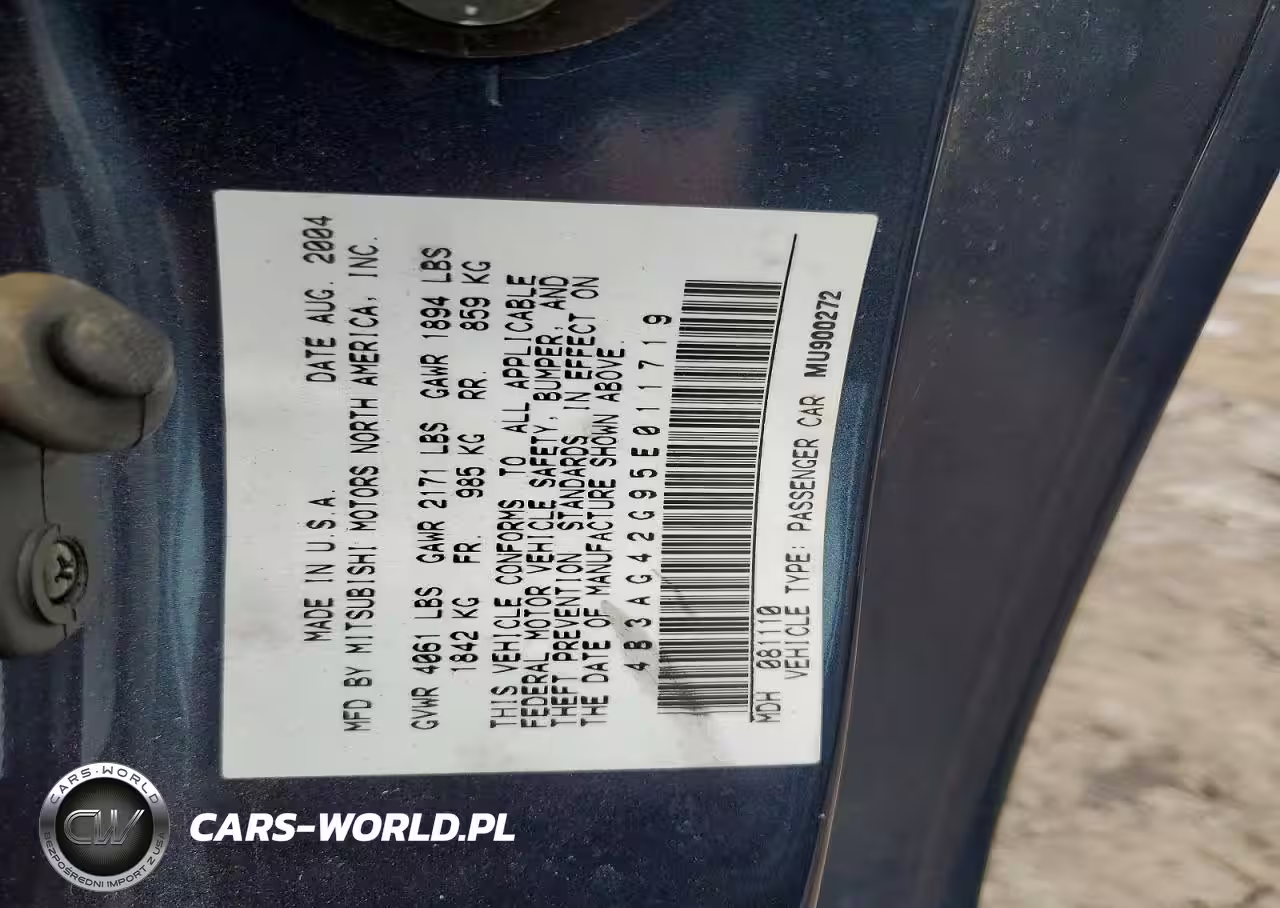 MADE IN U.S.A. DATE AUG. 2004
MFD BY MITSUBISHI MOTORS NORTH AMERICA, INC.
GVWR 4061 LBS GAWR 2171 LBS GAWR 1894 LBS
1842 KG FR. 985 KG RR. 859 KG
THIS VEHICLE CONFORMS TO ALL APPLICABLE
FEDERAL MOTOR VEHICLE SAFETY, BUMPER, AND
THEFT PREVENTION STANDARDS IN EFFECT ON
THE DATE OF MANUFACTURE SHOWN ABOVE.
4B3AG42G95E011719
MDH 081110
VEHICLE TYPE: PASSENGER CAR MU900272
CARS-WORLD
CW
BEZPOŚREDNI IMPORT Z USA
CARS-WORLD.PL